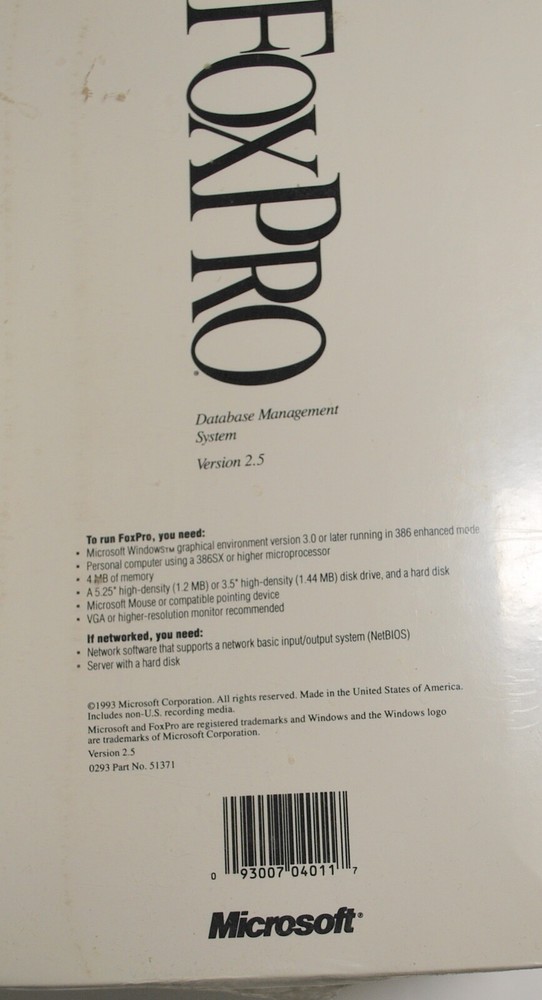 FOXPRO
Database Management
System
Version 2.5
To run FoxPro, you need:
• Microsoft Windows™ graphical environment version 3.0 or later running in 386 enhanced mode
• Personal computer using a 386SX or higher microprocessor
• 4 MB of memory
• A 5.25" high-density (1.2 MB) or 3.5" high-density (1.44 MB) disk drive, and a hard disk
• Microsoft Mouse or compatible pointing device
• VGA or higher-resolution monitor recommended
If networked, you need:
• Network software that supports a network basic input/output system (NetBIOS)
• Server with a hard disk
©1993 Microsoft Corporation. All rights reserved. Made in the United States of America.
Includes non-U.S. recording media.
Microsoft and FoxPro are registered trademarks and Windows and the Windows logo
are trademarks of Microsoft Corporation.
Version 2.5
0293 Part No. 51371
0 93007 04011 7
Microsoft®